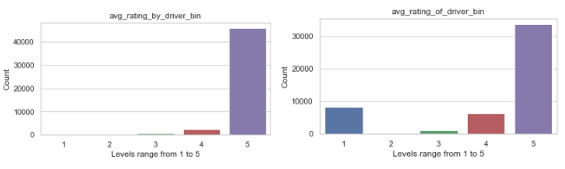 avg_rating_by_driver_bin
40000
30000
20000
10000
0
Count
1 2 3 4 5
Levels range from 1 to 5
avg_rating_of_driver_bin
30000
20000
10000
0
Count
1 2 3 4 5
Levels range from 1 to 5